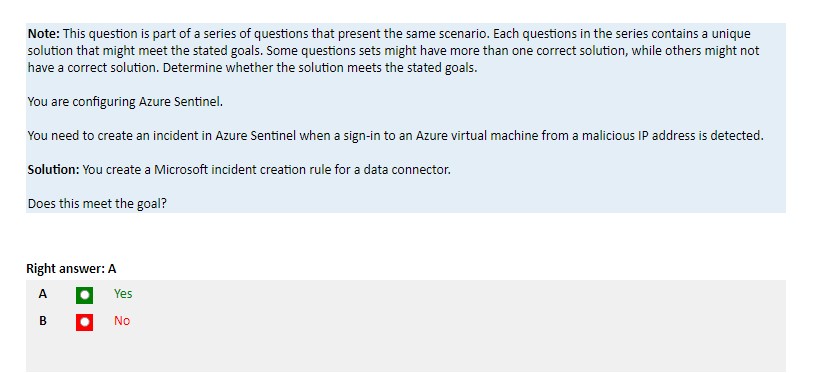 Note: This question is part of a series of questions that present the same scenario. Each questions in the series contains a unique
solution that might meet the stated goals. Some questions sets might have more than one correct solution, while others might not
have a correct solution. Determine whether the solution meets the stated goals.
You are configuring Azure Sentinel.
You need to create an incident in Azure Sentinel when a sign-in to an Azure virtual machine from a malicious IP address is detected.
Solution: You create a Microsoft incident creation rule for a data connector.
Does this meet the goal?
Right answer: A
A Yes
B No